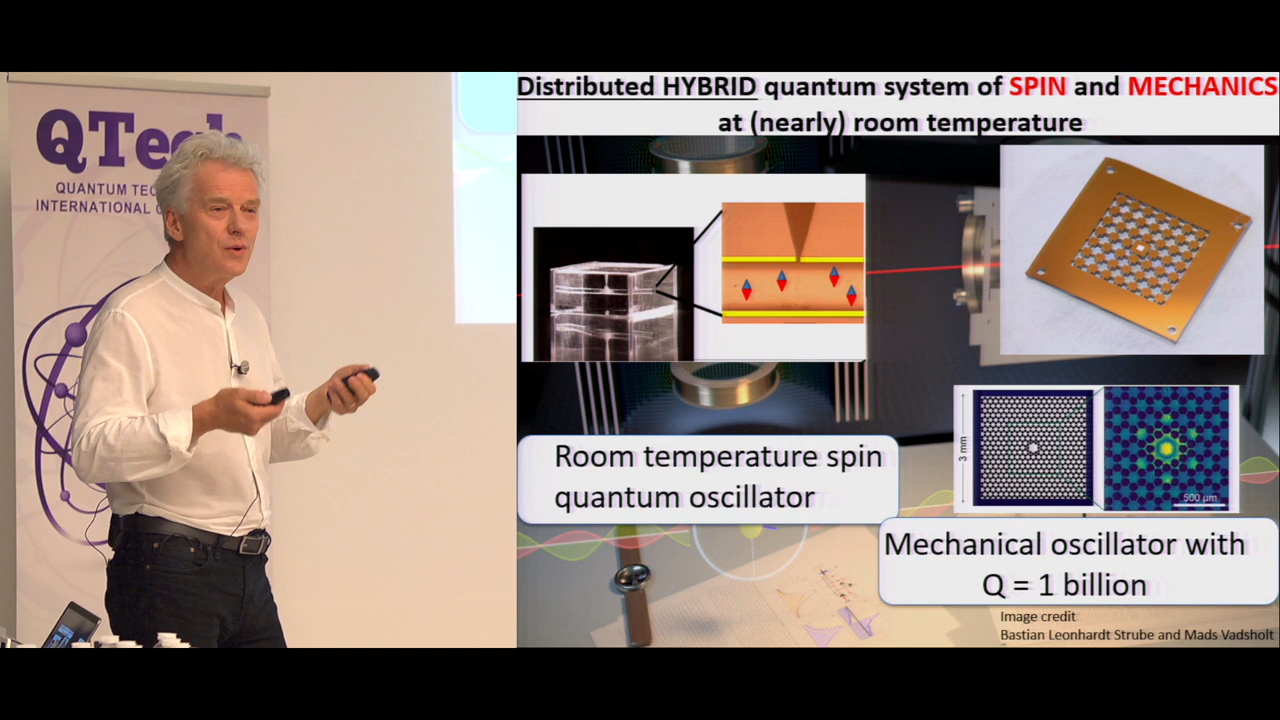 QTech
QUANTUM TEC
INTERNATIONAL C
Distributed HYBRID quantum system of SPIN and MECHANICS
at (nearly) room temperature
Room temperature spin
quantum oscillator
3 mm
500 µm
Mechanical oscillator with
Q = 1 billion
Image credit
Bastian Leonhardt Strube and Mads Vadsholt